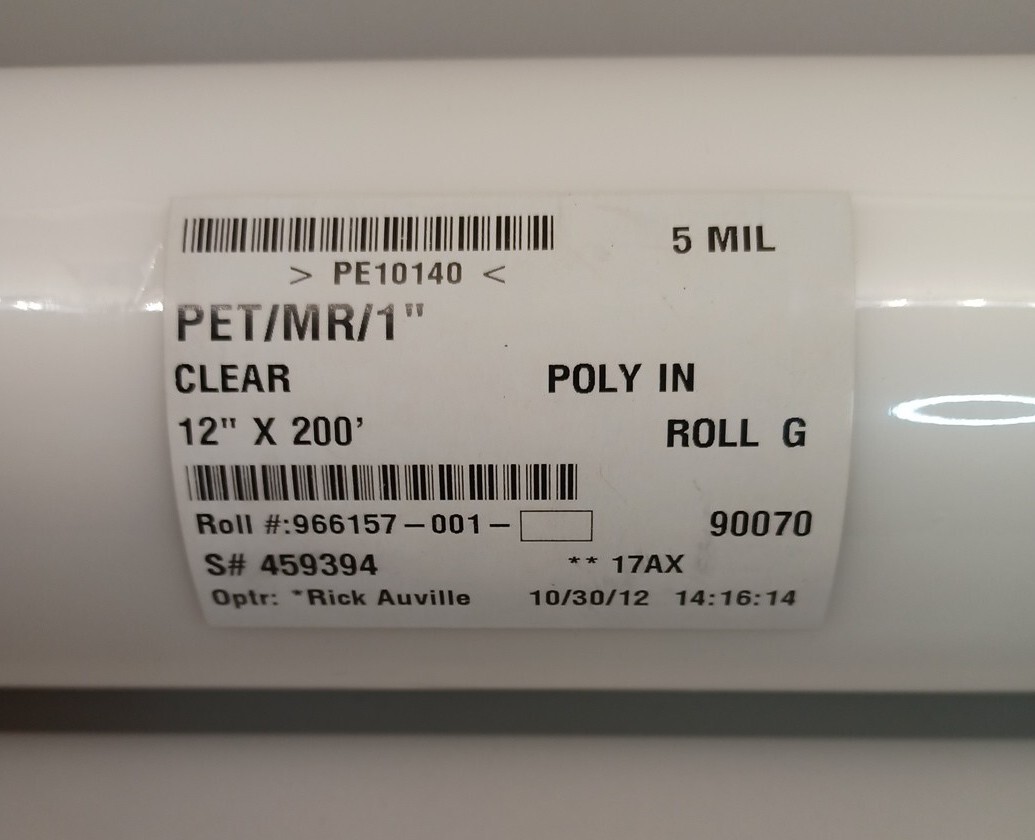 5 MIL
> PE10140 <
PET/MR/1"
CLEAR POLY IN
12" X 200' ROLL G
Roll #:966157-001- 90070
S# 459394 ** 17AX
Optr: *Rick Auville 10/30/12 14:16:14